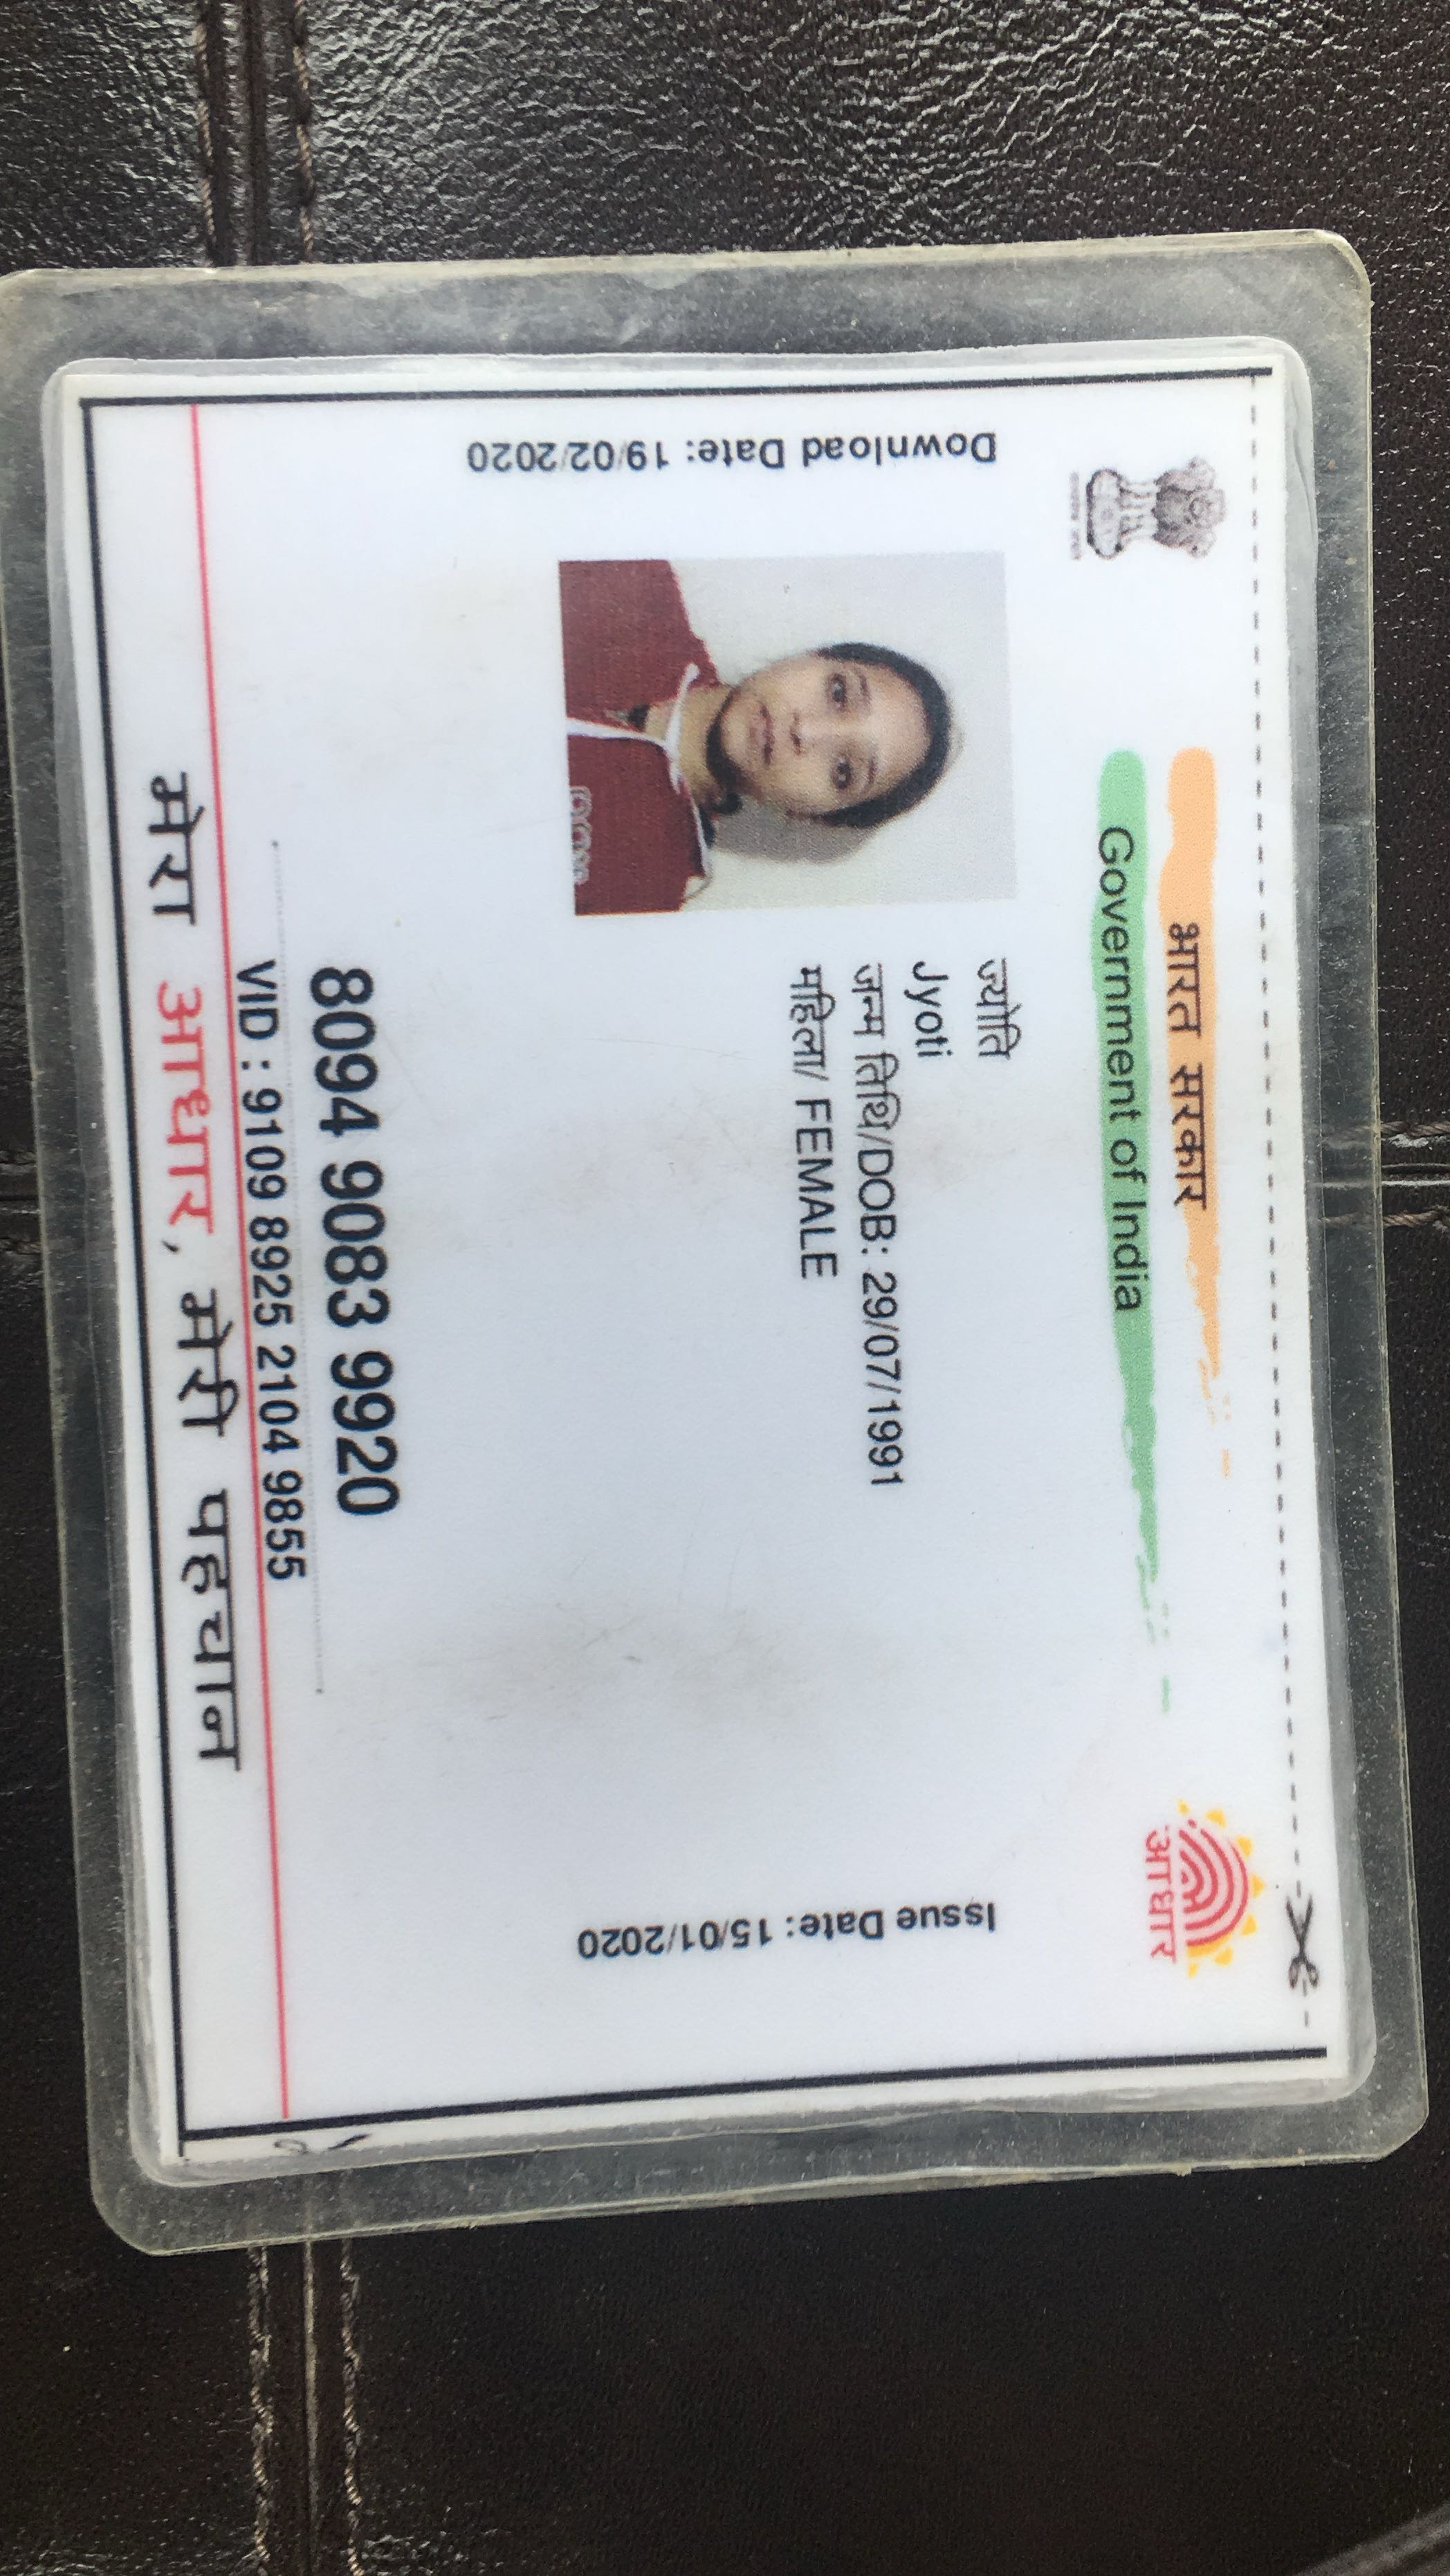 भारत सरकार
Government of India
आधार
Download Date: 19/02/2020
ज्योति
Jyoti
जन्म तिथि/DOB: 29/07/1991
महिला/ FEMALE
Issue Date: 15/01/2020
8094 9083 9920
VID : 9109 8925 2104 9855
मेरा आधार, मेरी पहचान